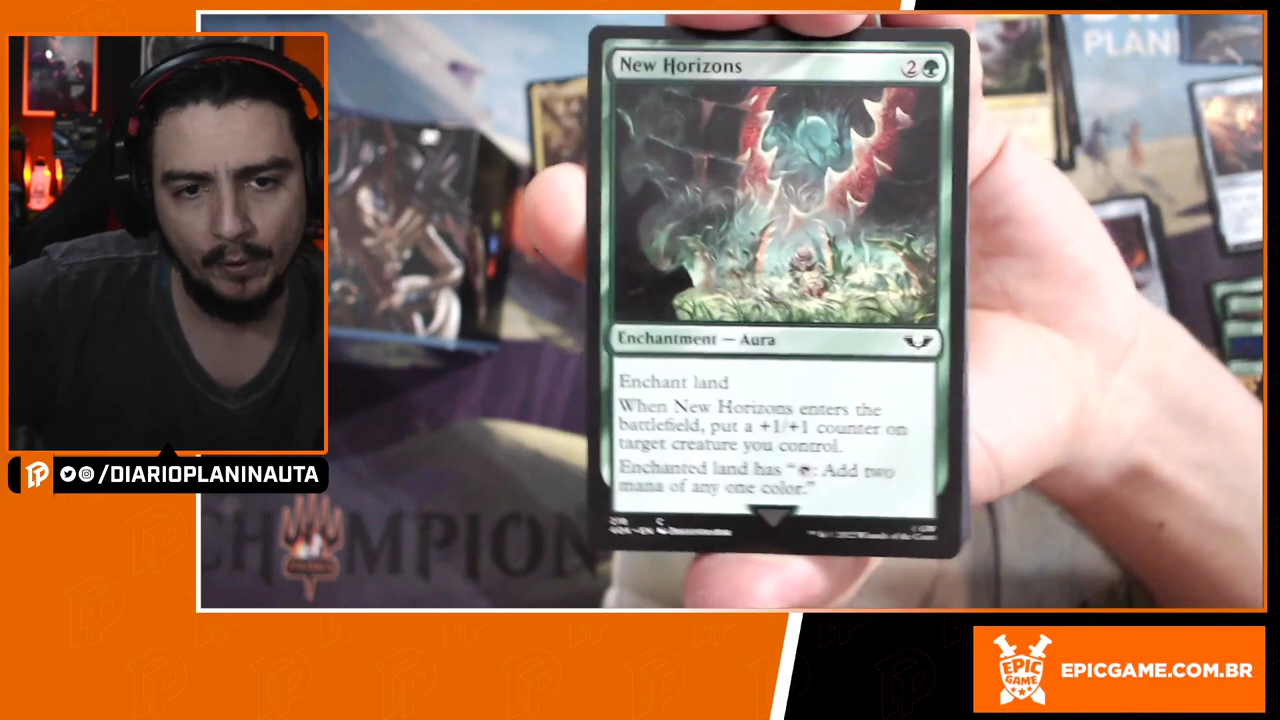 PLANI
New Horizons
2
Enchantment — Aura
Enchant land
When New Horizons enters the
battlefield, put a +1/+1 counter on
target creature you control.
Enchanted land has “: Add two
mana of any one color.”
/DIARIOPLANINAUTA
CHAMPION
EPIC
GAME
EPICGAME.COM.BR